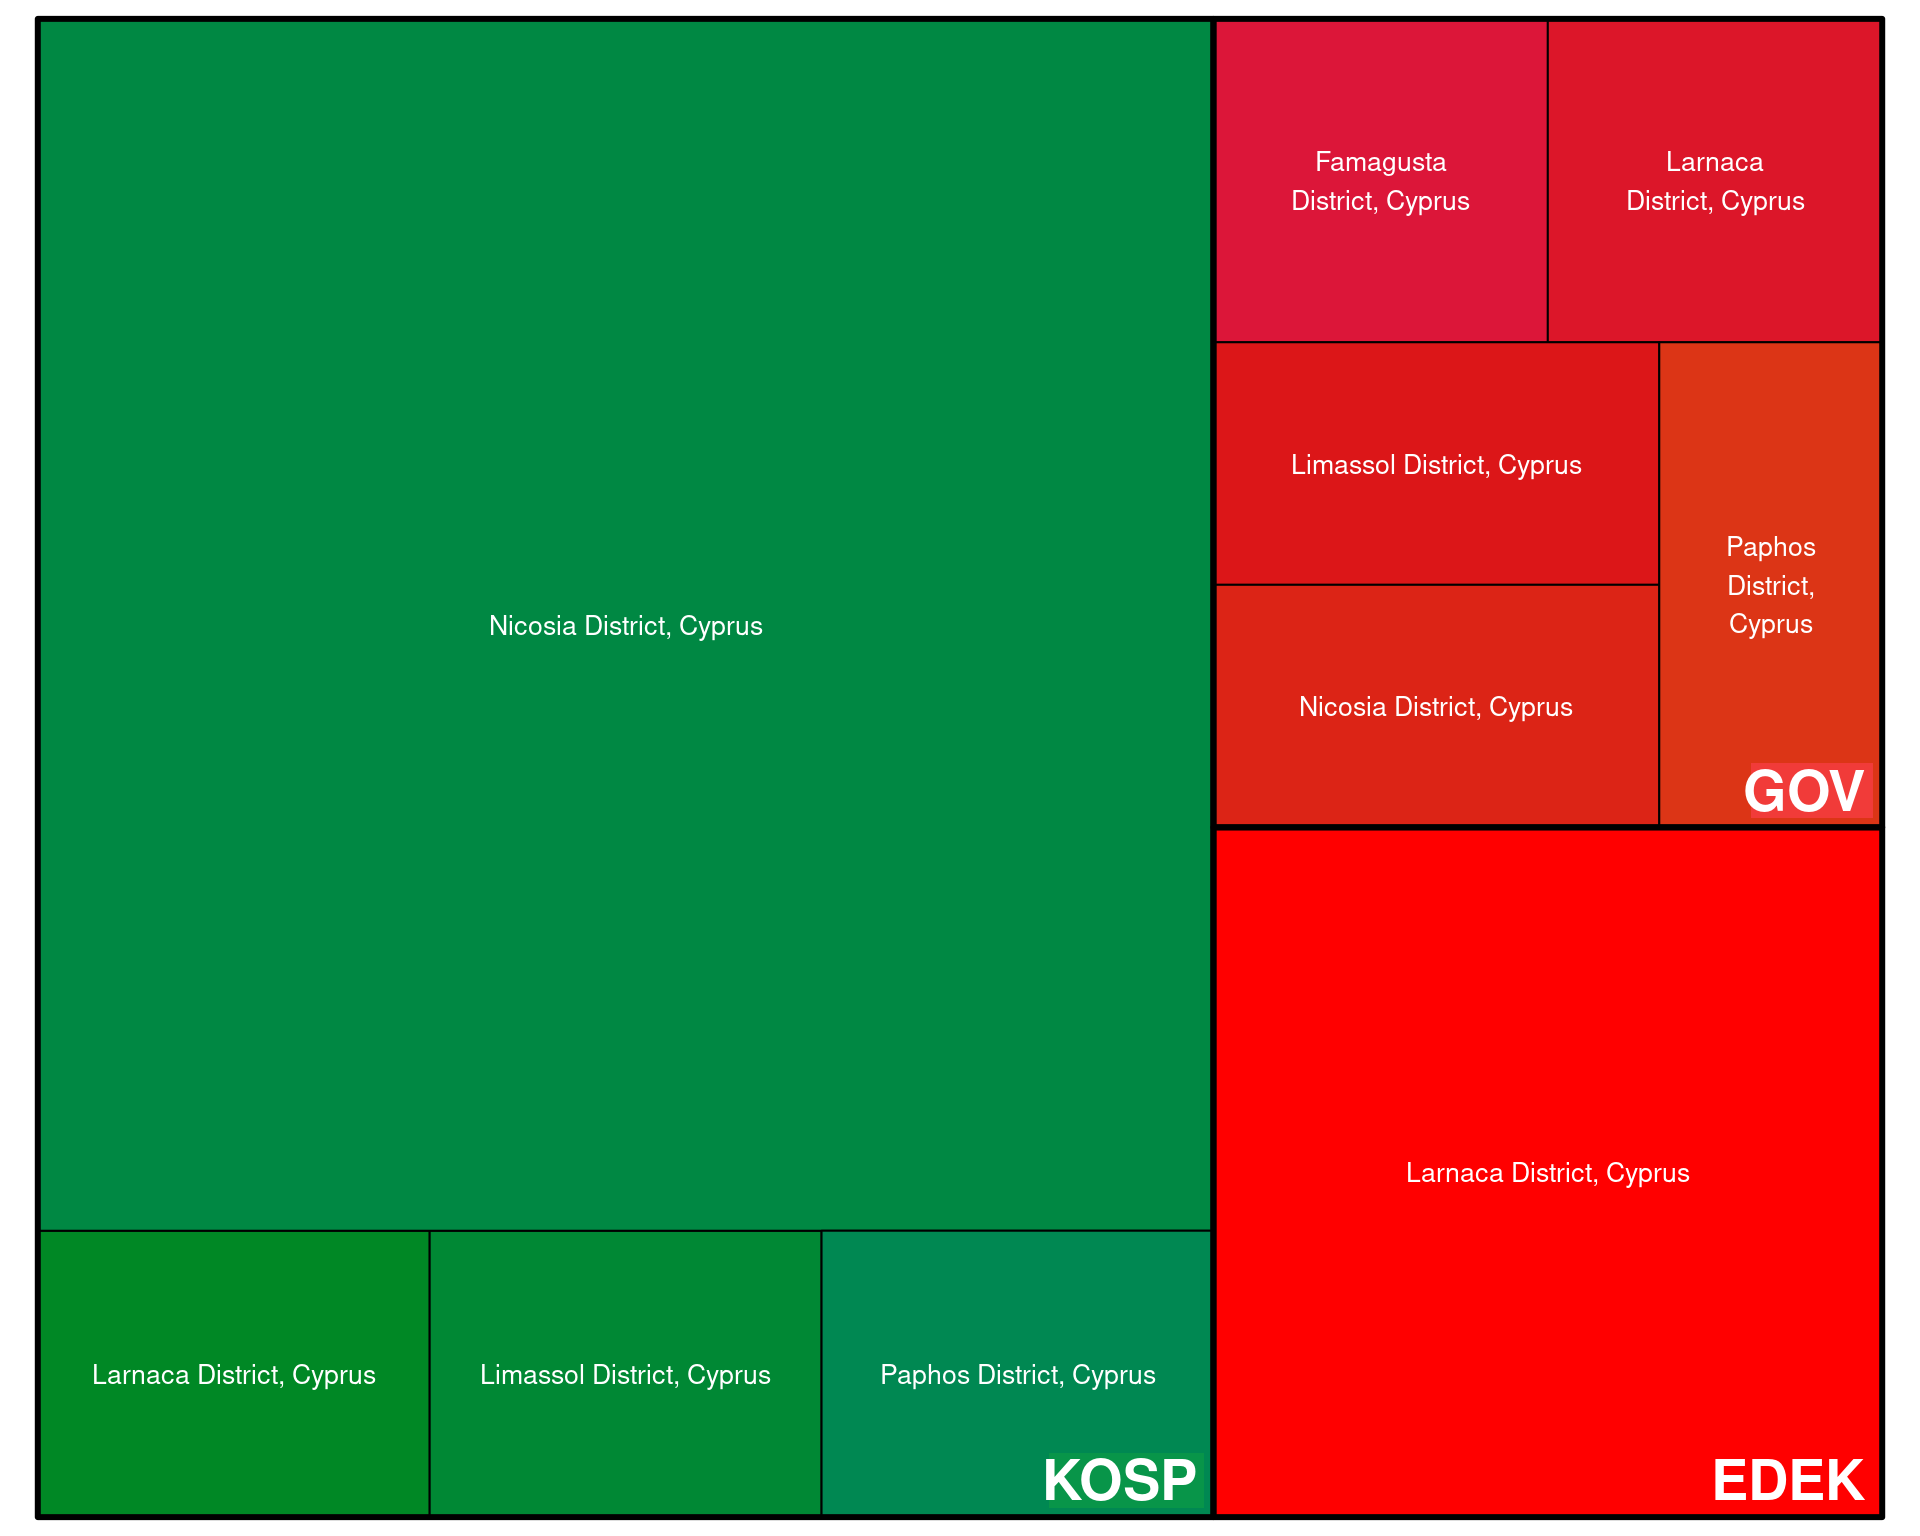 Nicosia District, Cyprus
Larnaca District, Cyprus
Limassol District, Cyprus
Paphos District, Cyprus
KOSP
Famagusta
District, Cyprus
Larnaca
District, Cyprus
Limassol District, Cyprus
Nicosia District, Cyprus
Paphos
District,
Cyprus
GOV
Larnaca District, Cyprus
EDEK